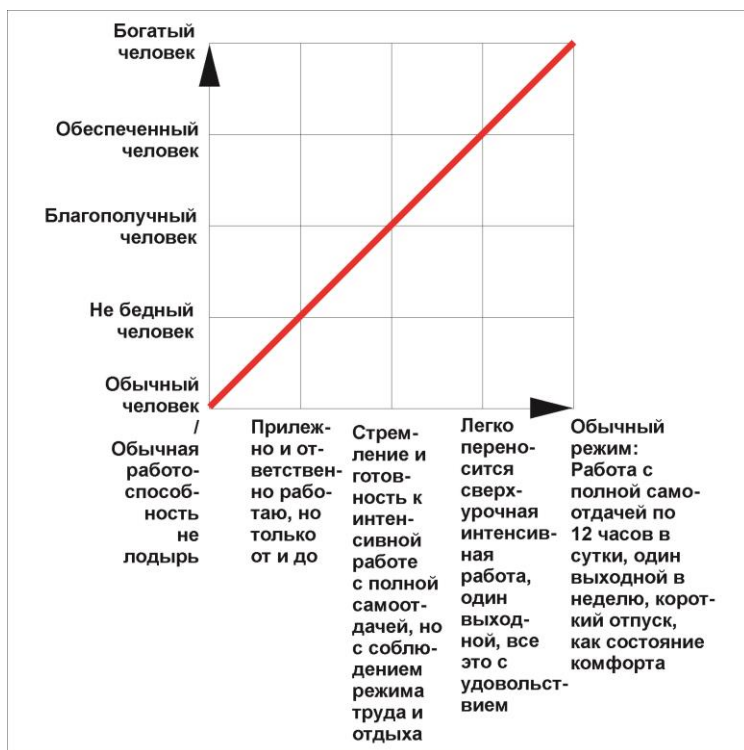 Богатый
человек
Обеспеченный
человек
Благополучный
человек
Не бедный
человек
Обычный
человек
/
Обычная
работо-
способ-
ность
не
лодырь
Прилеж-
но и от-
ветствен-
но рабо-
таю, но
только
от и до
Стрем-
ление и
готов-
ность к
интен-
сивной
работе
с полной
самоот-
дачей, но
с соблю-
дением
режима
труда и
отдыха
Легко
перено-
сится
сверх-
урочная
интенсив-
ная
работа,
один
выход-
ной, все
это с
удовольст-
вием
Обычный
режим:
Работа с
полной само-
отдачей по
12 часов в
сутки, один
выходной в
неделю, корот-
кий отпуск,
как состояние
комфорта